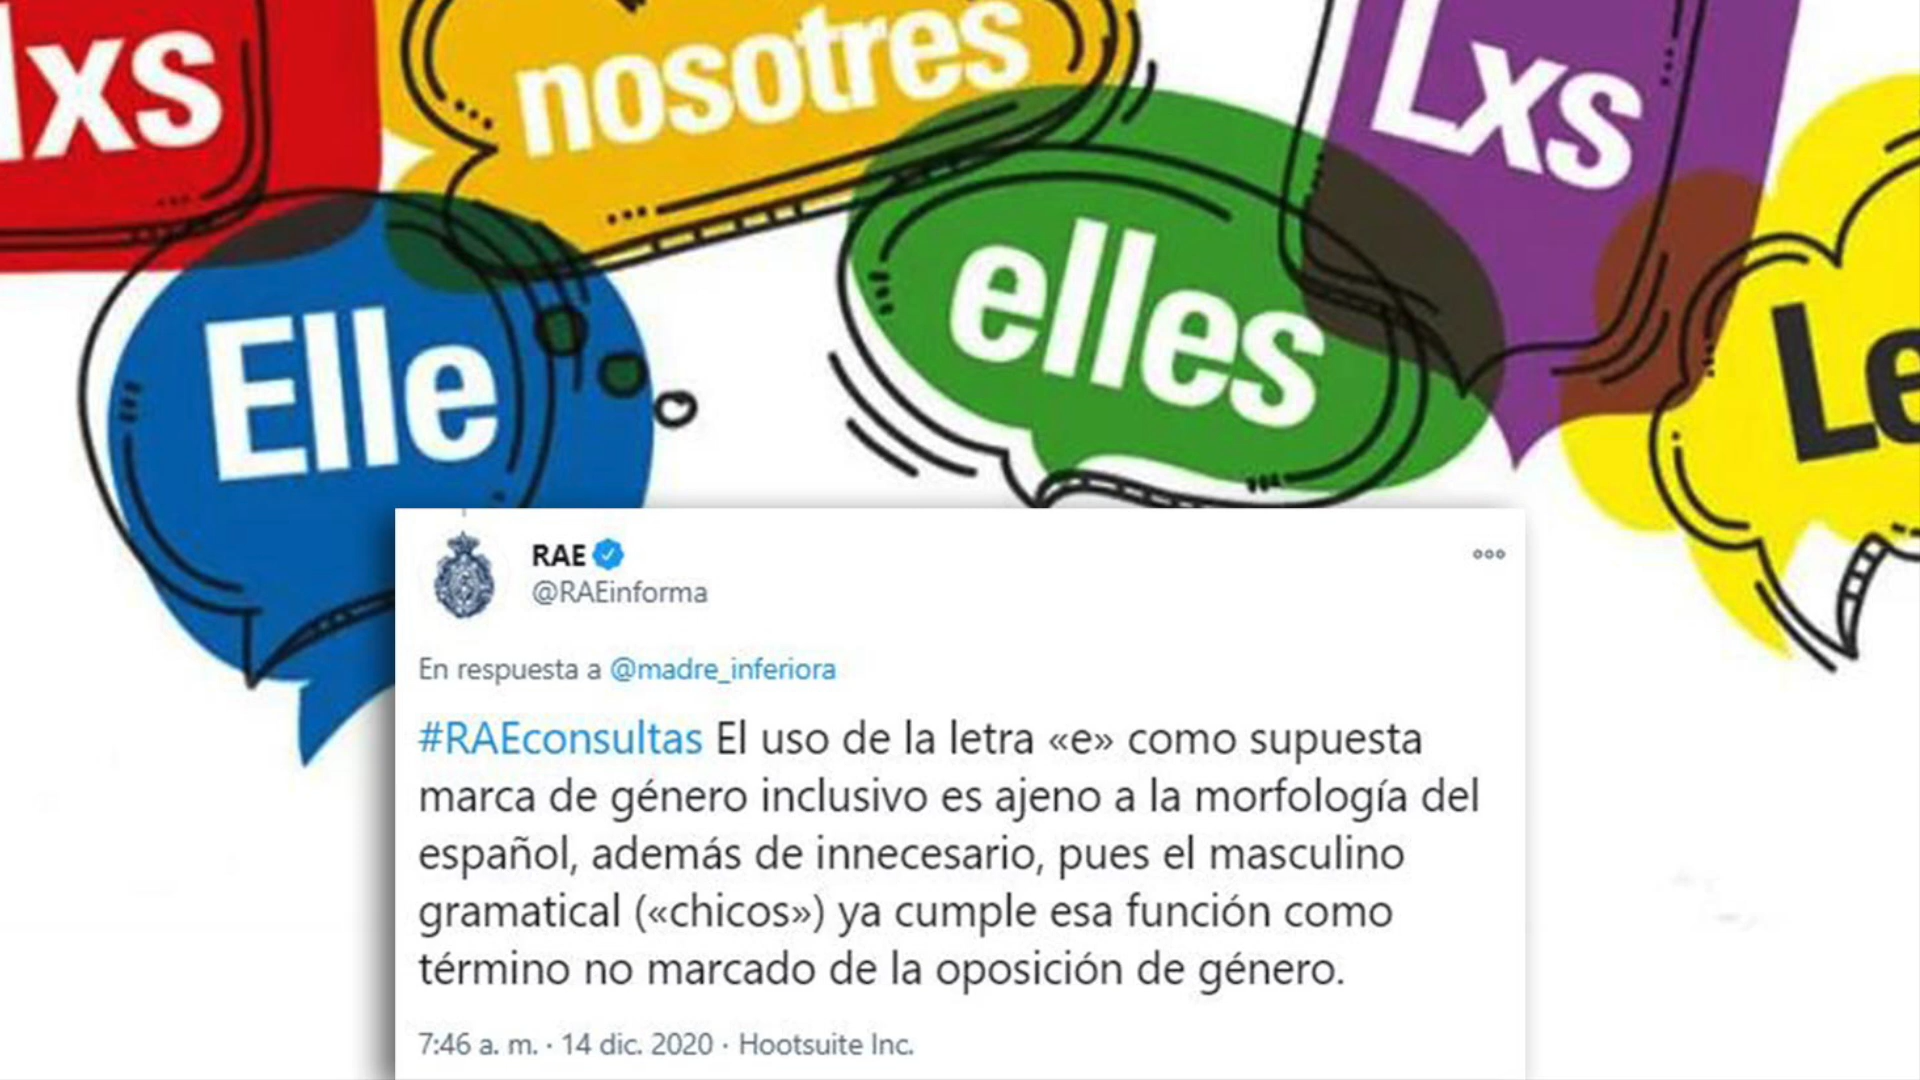 lxs
nosotres
Lxs
Elle
elles
Le
RAE
@RAEinforma
En respuesta a @madre_inferiora
#RAEconsultas El uso de la letra «e» como supuesta
marca de género inclusivo es ajeno a la morfología del
español, además de innecesario, pues el masculino
gramatical («chicos») ya cumple esa función como
término no marcado de la oposición de género.
7:46 a. m. · 14 dic. 2020 · Hootsuite Inc.